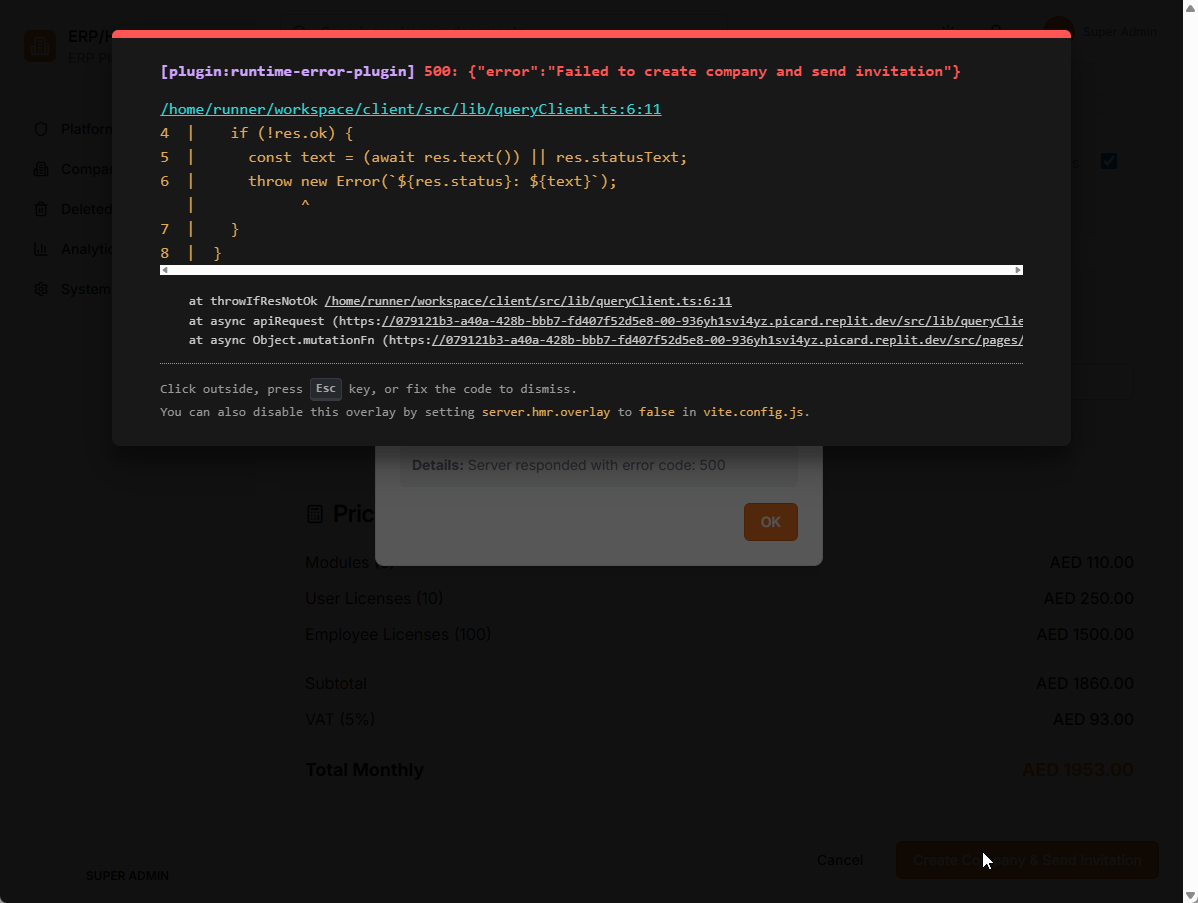 ERP/H
ERP Pl
Super Admin
[plugin:runtime-error-plugin] 500: {"error":"Failed to create company and send invitation"}
/home/runner/workspace/client/src/lib/queryClient.ts:6:11
4 | if (!res.ok) {
5 | const text = (await res.text()) || res.statusText;
6 | throw new Error(`${res.status}: ${text}`);
| ^
7 | }
8 | }
at throwIfResNotOk /home/runner/workspace/client/src/lib/queryClient.ts:6:11
at async apiRequest (https://079121b3-a40a-428b-bbb7-fd407f52d5e8-00-936yh1svi4yz.picard.replit.dev/src/lib/queryClie
at async Object.mutationFn (https://079121b3-a40a-428b-bbb7-fd407f52d5e8-00-936yh1svi4yz.picard.replit.dev/src/pages/
Click outside, press Esc key, or fix the code to dismiss.
You can also disable this overlay by setting server.hmr.overlay to false in vite.config.js.
Platform
Compa
Deleted
Analytic
System
Details: Server responded with error code: 500
OK
Pric
Modules
AED 110.00
User Licenses (10)
AED 250.00
Employee Licenses (100)
AED 1500.00
Subtotal
AED 1860.00
VAT (5%)
AED 93.00
Total Monthly
AED 1953.00
Cancel
Create Company & Send Invitation
SUPER ADMIN